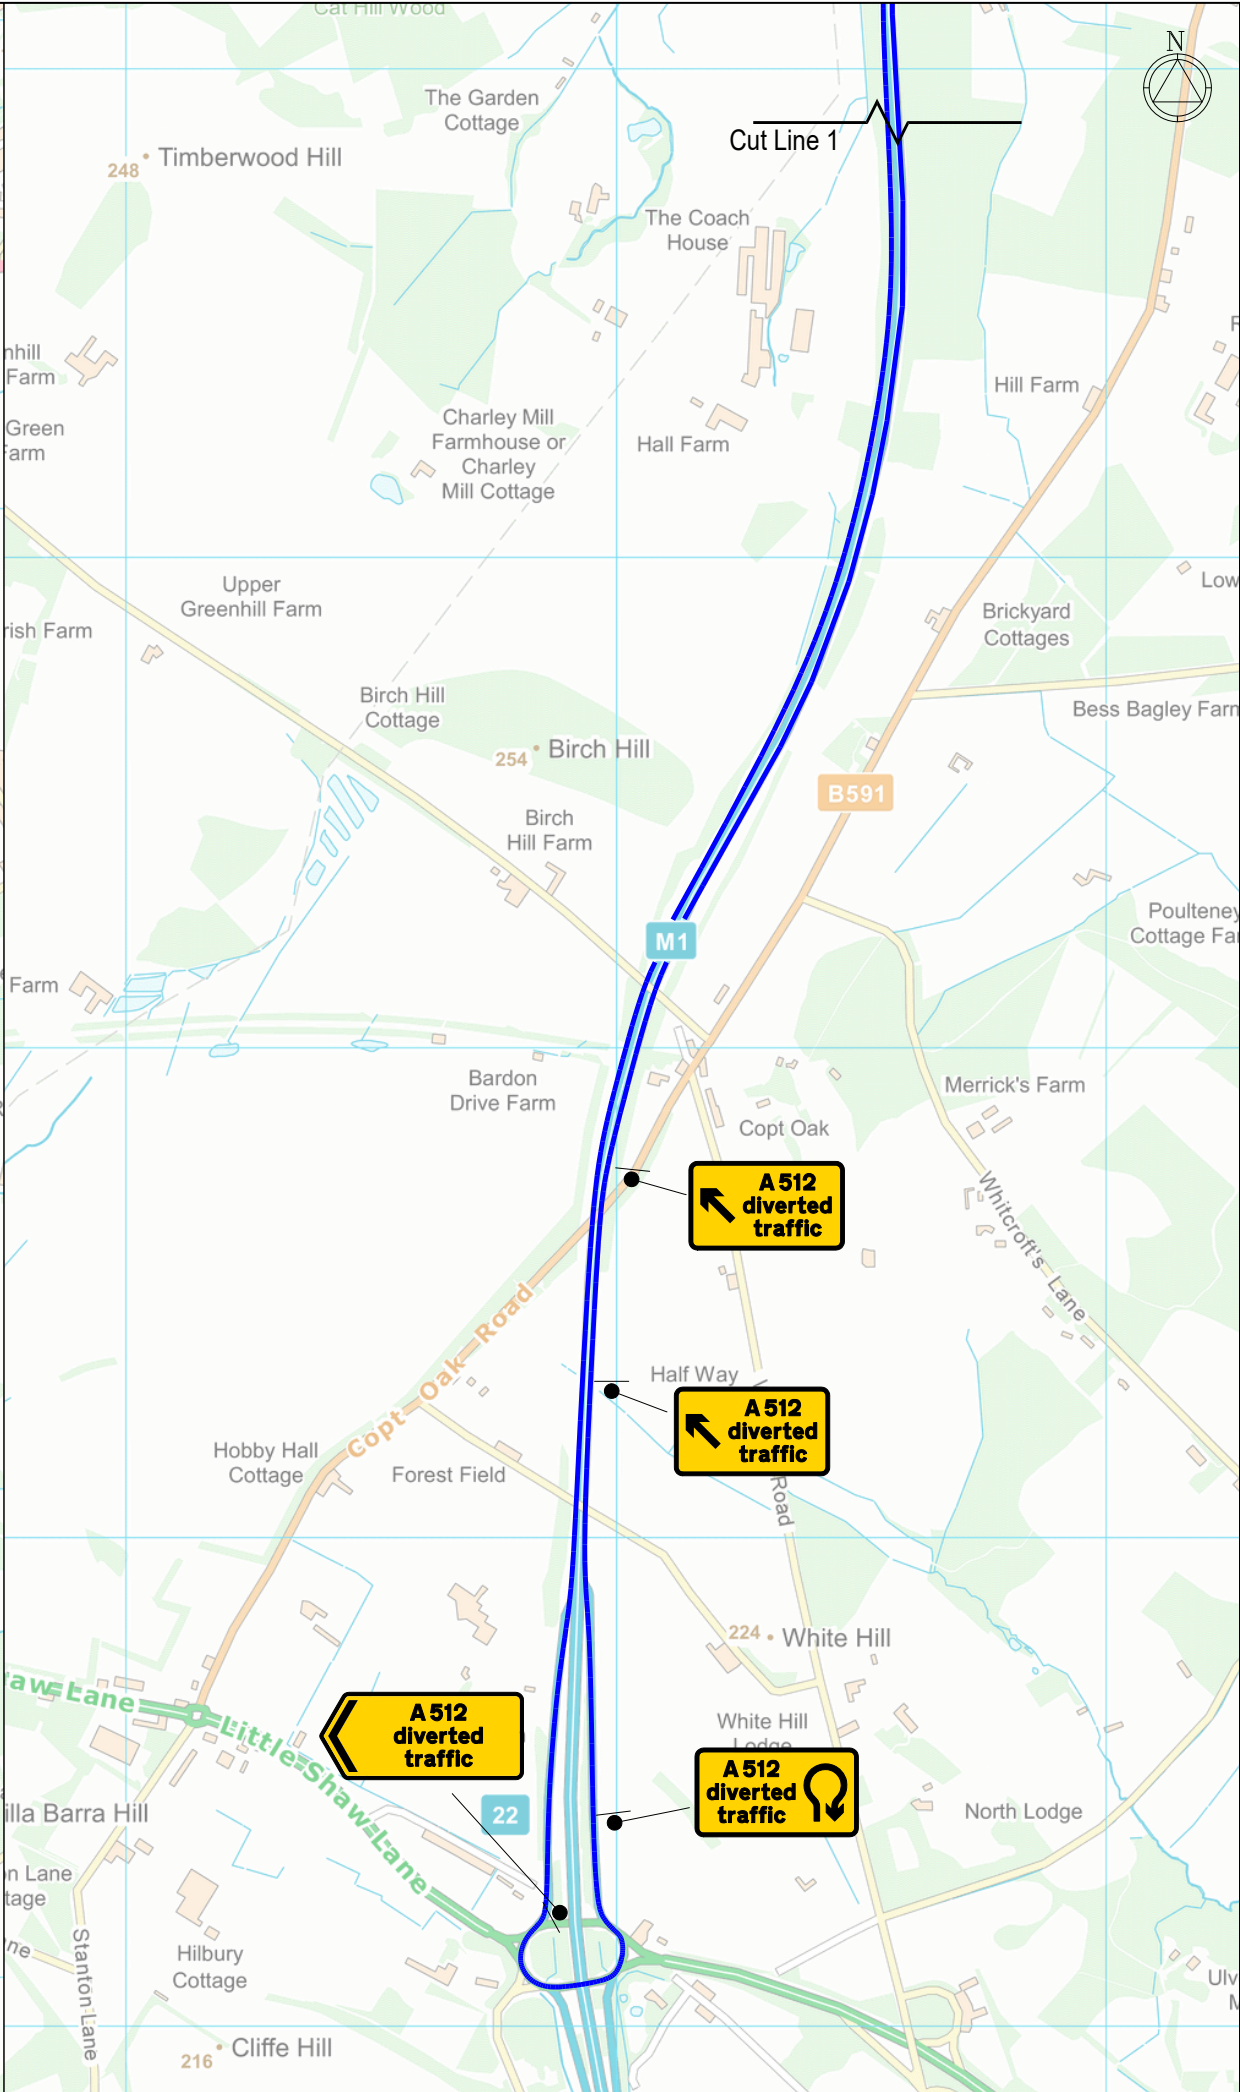 Cat Hill Wood
N
The Garden
Cottage
Cut Line 1
248
Timberwood Hill
The Coach
House
nhill
Farm
Hill Farm
Green
Farm
Charley Mill
Farmhouse or
Charley
Mill Cottage
Hall Farm
Upper
Greenhill Farm
Low
Brickyard
Cottages
rish Farm
Birch Hill
Cottage
Bess Bagley Farm
254
Birch Hill
B591
Birch
Hill Farm
Poulteney
Cottage Fa
M1
Farm
Bardon
Drive Farm
Merrick's Farm
Copt Oak
A 512
diverted
traffic
Whitcroft's Lane
Copt Oak Road
Half Way
A 512
diverted
traffic
Hobby Hall
Cottage
Forest Field
Road
224
White Hill
aw Lane
Little Shaw Lane
A 512
diverted
traffic
White Hill
Lodge
A 512
diverted
traffic
22
illa Barra Hill
North Lodge
on Lane
ttage
ne
Stanton Lane
Hilbury
Cottage
Ulv
M
216
Cliffe Hill